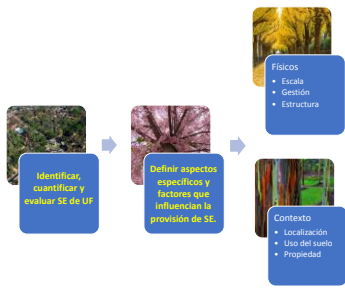 Identificar,
cuantificar y
evaluar SE de UF
Definir aspectos
específicos y
factores que
influencian la
provisión de SE.
Físicos
• Escala
• Gestión
• Estructura
Contexto
• Localización
• Uso del suelo
• Propiedad